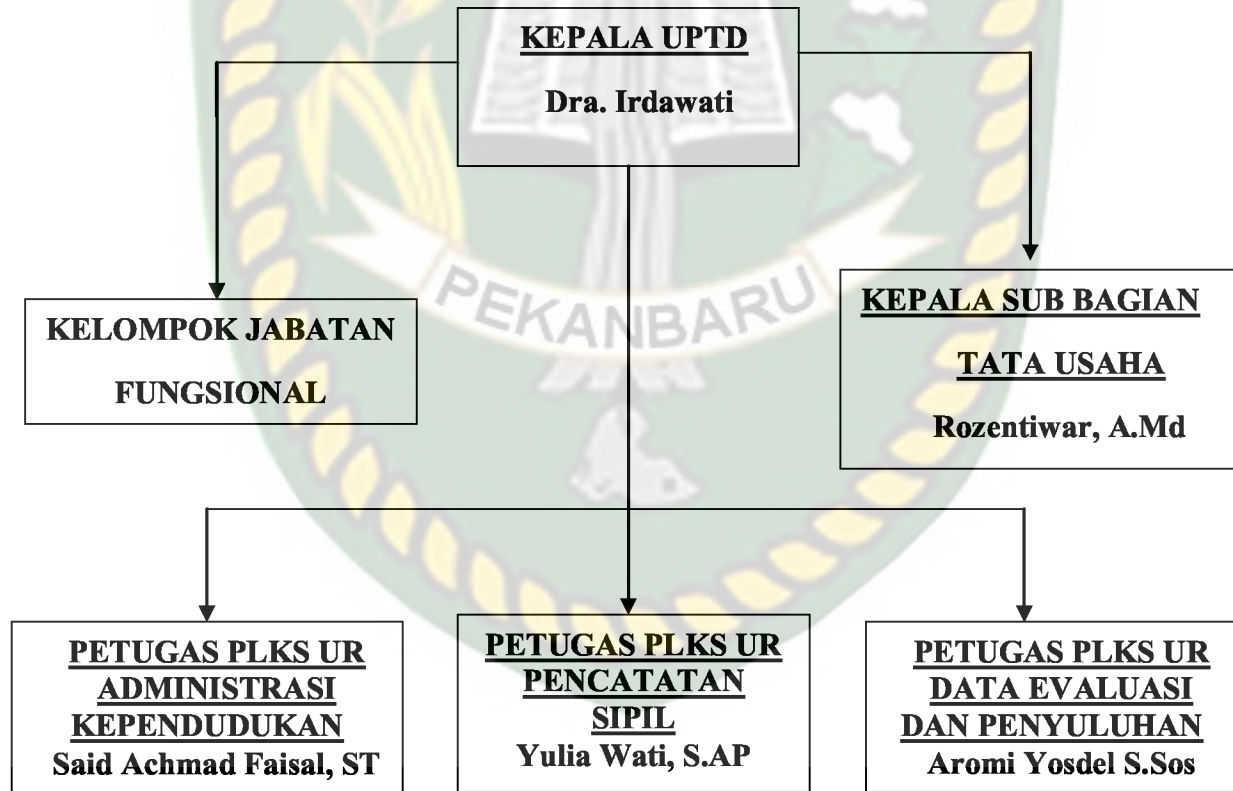 KEPALA UPTD
Dra. Irdawati
PEKANBARU
KELOMPOK JABATAN
FUNGSIONAL
KEPALA SUB BAGIAN
TATA USAHA
Rozentiwar, A.Md
PETUGAS PLKS UR
ADMINISTRASI
KEPENDUDUKAN
Said Achmad Faisal, ST
PETUGAS PLKS UR
PENCATATAN
SIPIL
Yulia Wati, S.AP
PETUGAS PLKS UR
DATA EVALUASI
DAN PENYULUHAN
Aromi Yosdel S.Sos